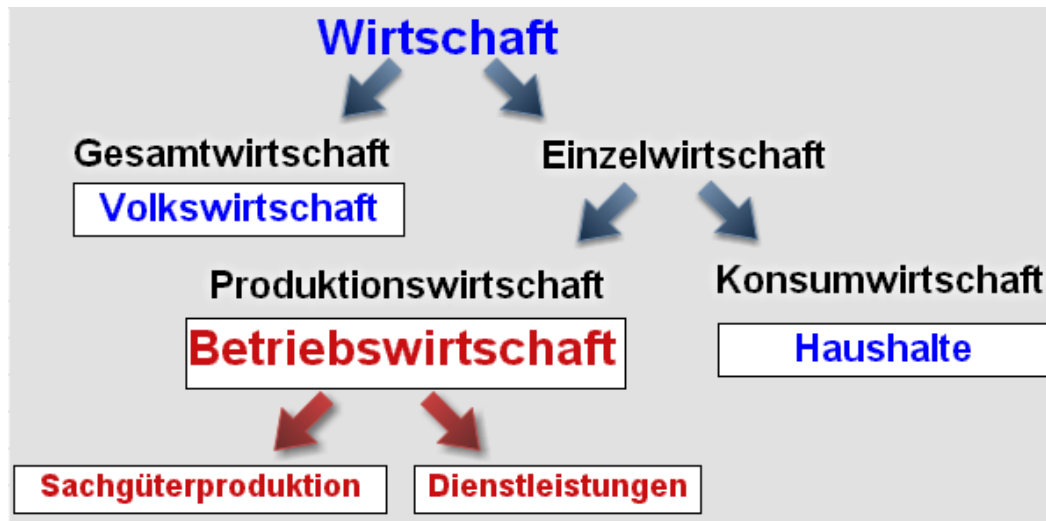 Wirtschaft
Gesamtwirtschaft
Einzelwirtschaft
Volkswirtschaft
Produktionswirtschaft
Konsumwirtschaft
Betriebswirtschaft
Haushalte
Sachgüterproduktion
Dienstleistungen